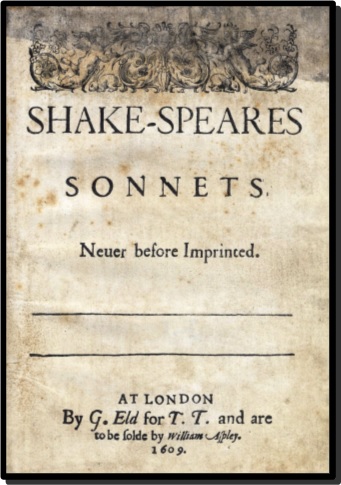 SHAKE-SPEARES
SONNETS.
Neuer before Imprinted.
AT LONDON
By G. Eld for T. T. and are
to be solde by William Aspley.
1609.